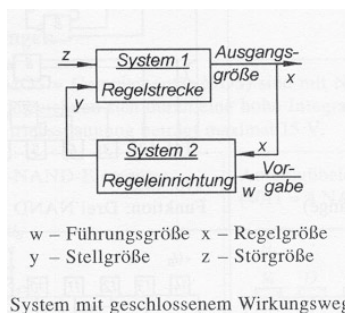 System 1
Regelstrecke
Ausgangs-
größe
z
y
x
System 2
Regeleinrichtung
x
Vor-
gabe
w
w – Führungsgröße x – Regelgröße
y – Stellgröße z – Störgröße
System mit geschlossenem Wirkungsweg